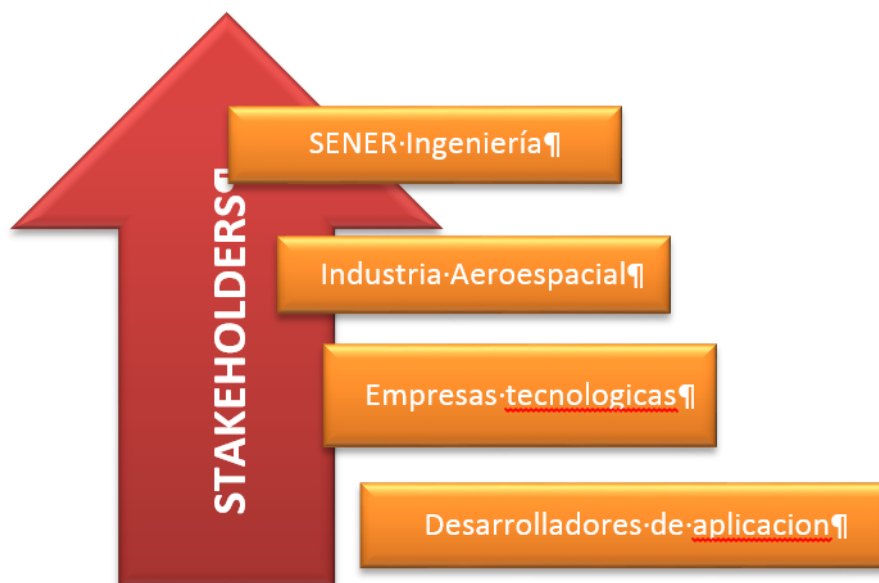 STAKEHOLDERS¶
SENER·Ingeniería¶
Industria·Aeroespacial¶
Empresas·tecnologicas¶
Desarrolladores·de·aplicacion¶